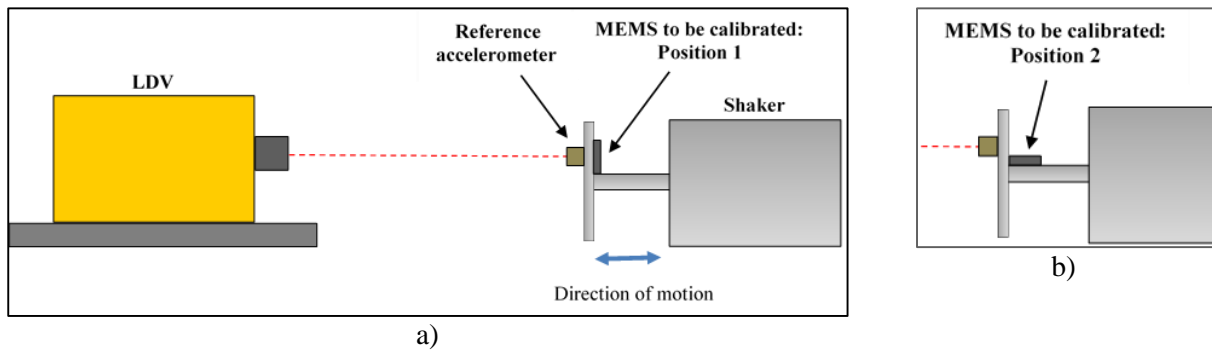 LDV
Reference
accelerometer
MEMS to be calibrated:
Position 1
Shaker
Direction of motion
a)
MEMS to be calibrated:
Position 2
b)